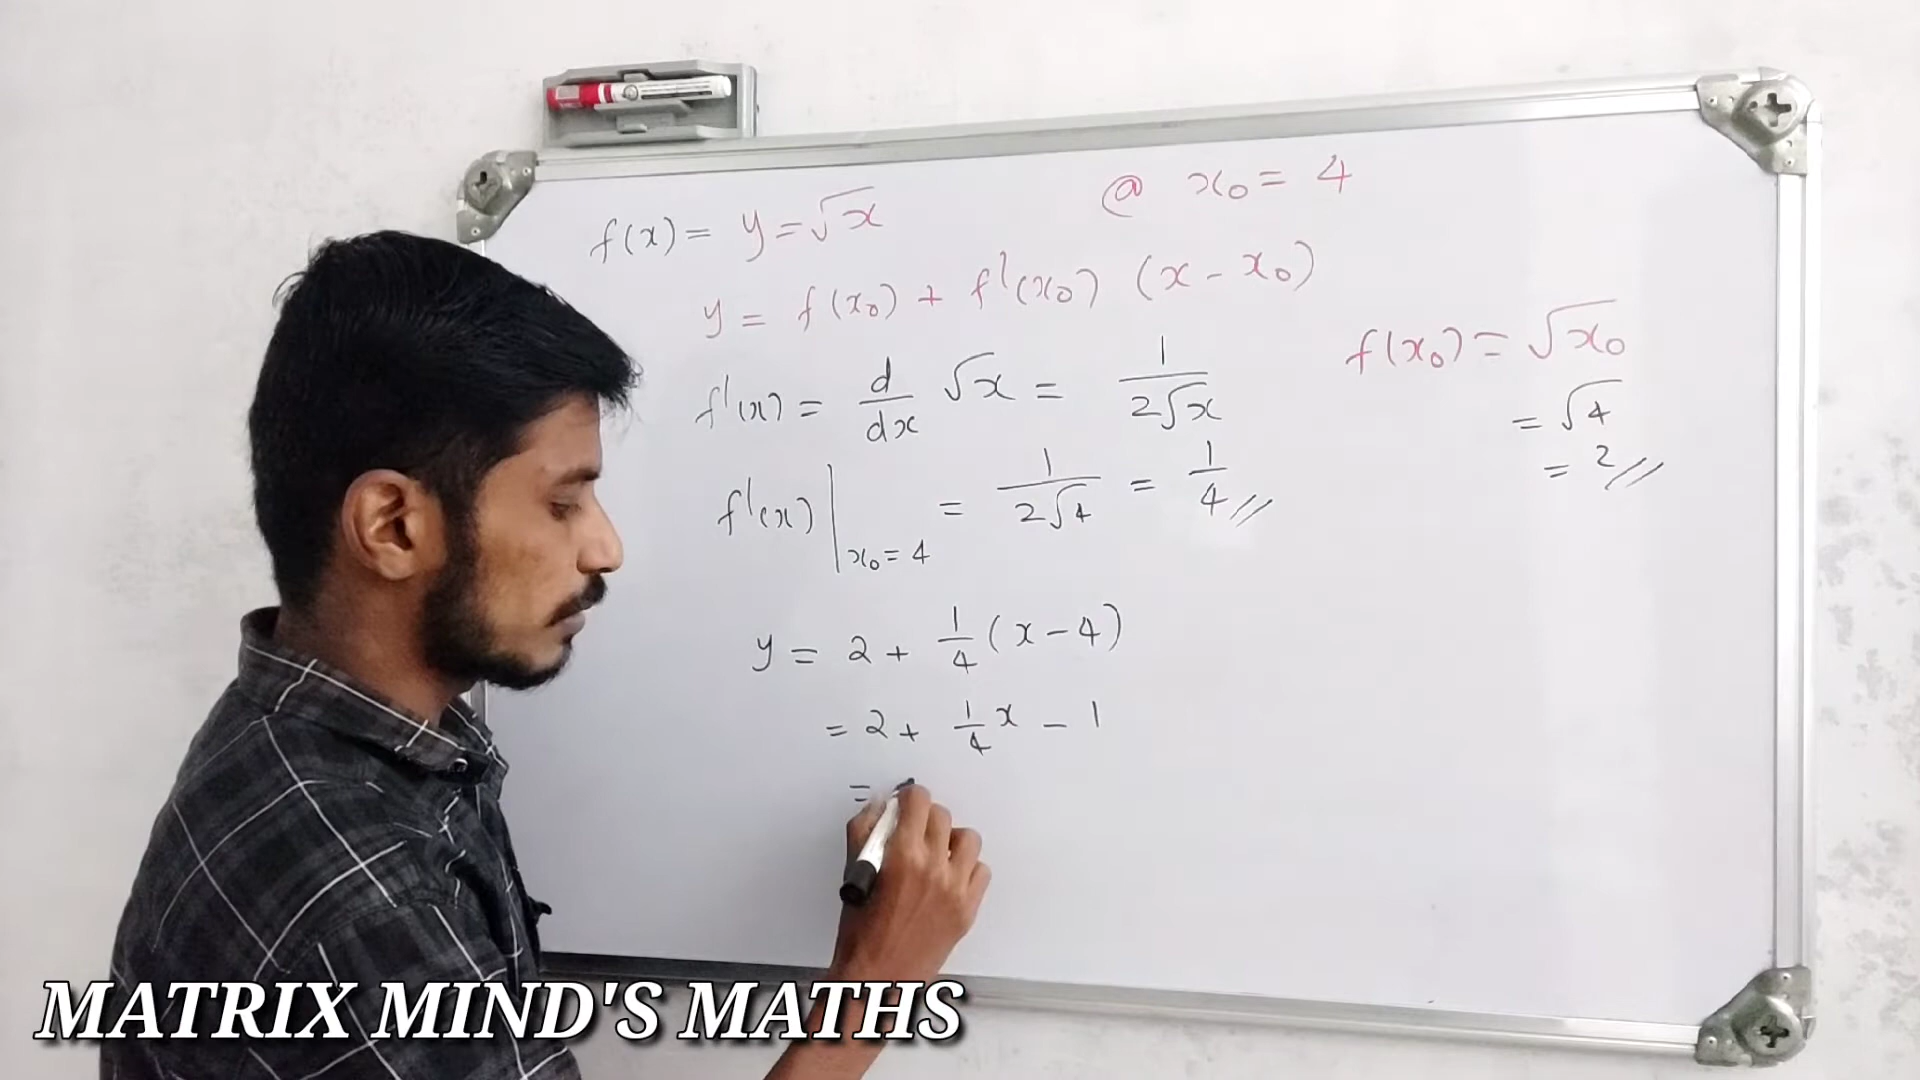 f(x) = y = √x @ x₀ = 4
y = f(x₀) + f'(x₀) (x - x₀)
f'(x) = d/dx √x = 1/(2√x)
f(x₀) = √x₀
= √4
= 2 //
f'(x) |x₀=4 = 1/(2√4) = 1/4 //
y = 2 + 1/4 (x - 4)
= 2 + 1/4 x - 1
=
MATRIX MIND'S MATHS